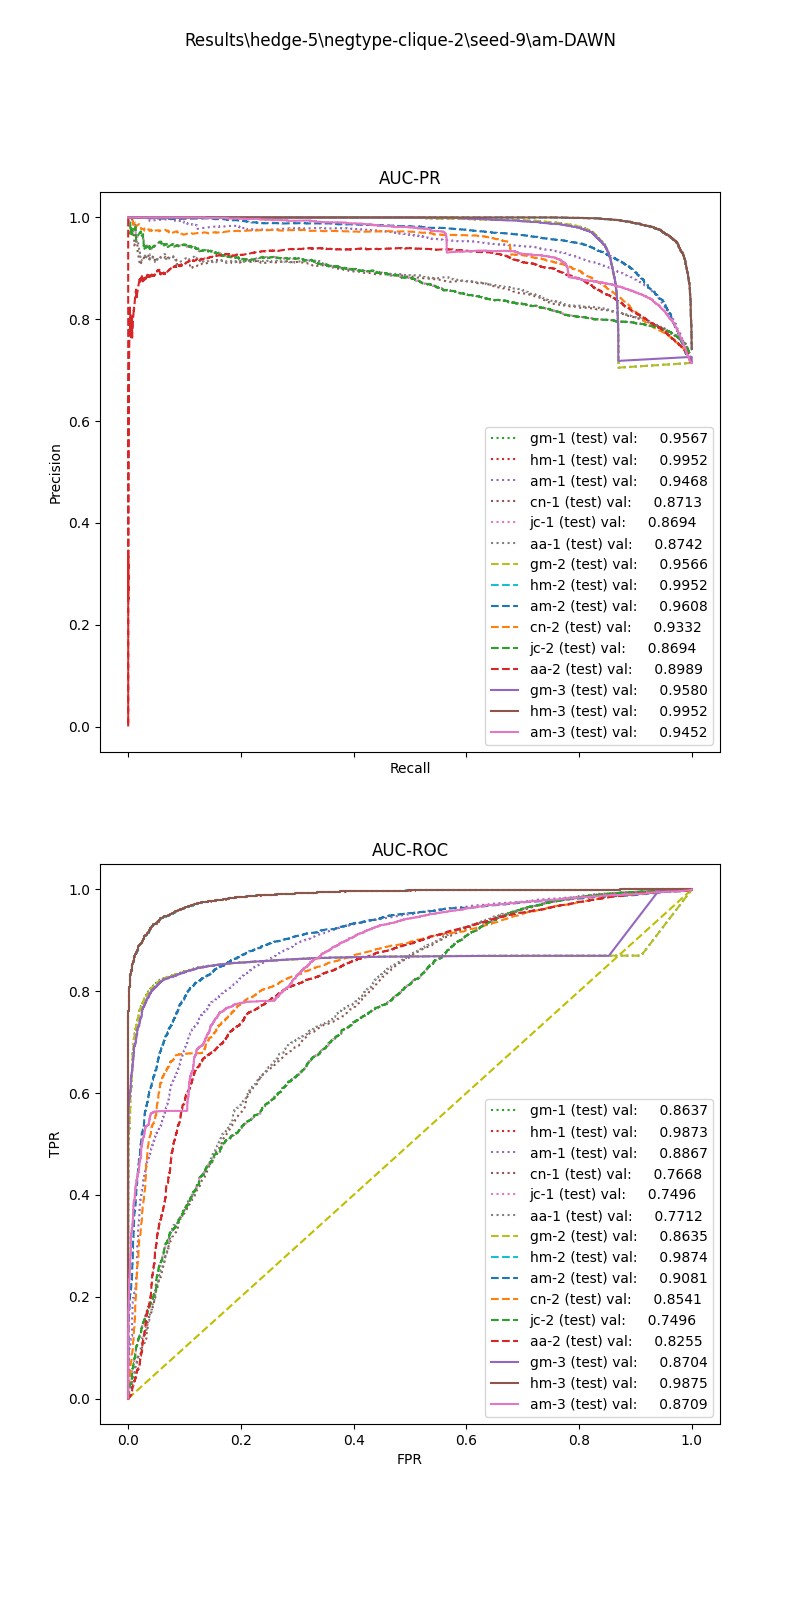 Results\hedge-5\negtype-clique-2\seed-9\am-DAWN
AUC-PR
1.0
0.8
0.6
0.4
0.2
0.0
Precision
gm-1 (test) val: 0.9567
hm-1 (test) val: 0.9952
am-1 (test) val: 0.9468
cn-1 (test) val: 0.8713
jc-1 (test) val: 0.8694
aa-1 (test) val: 0.8742
gm-2 (test) val: 0.9566
hm-2 (test) val: 0.9952
am-2 (test) val: 0.9608
cn-2 (test) val: 0.9332
jc-2 (test) val: 0.8694
aa-2 (test) val: 0.8989
gm-3 (test) val: 0.9580
hm-3 (test) val: 0.9952
am-3 (test) val: 0.9452
Recall
AUC-ROC
1.0
0.8
0.6
0.4
0.2
0.0
TPR
gm-1 (test) val: 0.8637
hm-1 (test) val: 0.9873
am-1 (test) val: 0.8867
cn-1 (test) val: 0.7668
jc-1 (test) val: 0.7496
aa-1 (test) val: 0.7712
gm-2 (test) val: 0.8635
hm-2 (test) val: 0.9874
am-2 (test) val: 0.9081
cn-2 (test) val: 0.8541
jc-2 (test) val: 0.7496
aa-2 (test) val: 0.8255
gm-3 (test) val: 0.8704
hm-3 (test) val: 0.9875
am-3 (test) val: 0.8709
0.0 0.2 0.4 0.6 0.8 1.0
FPR